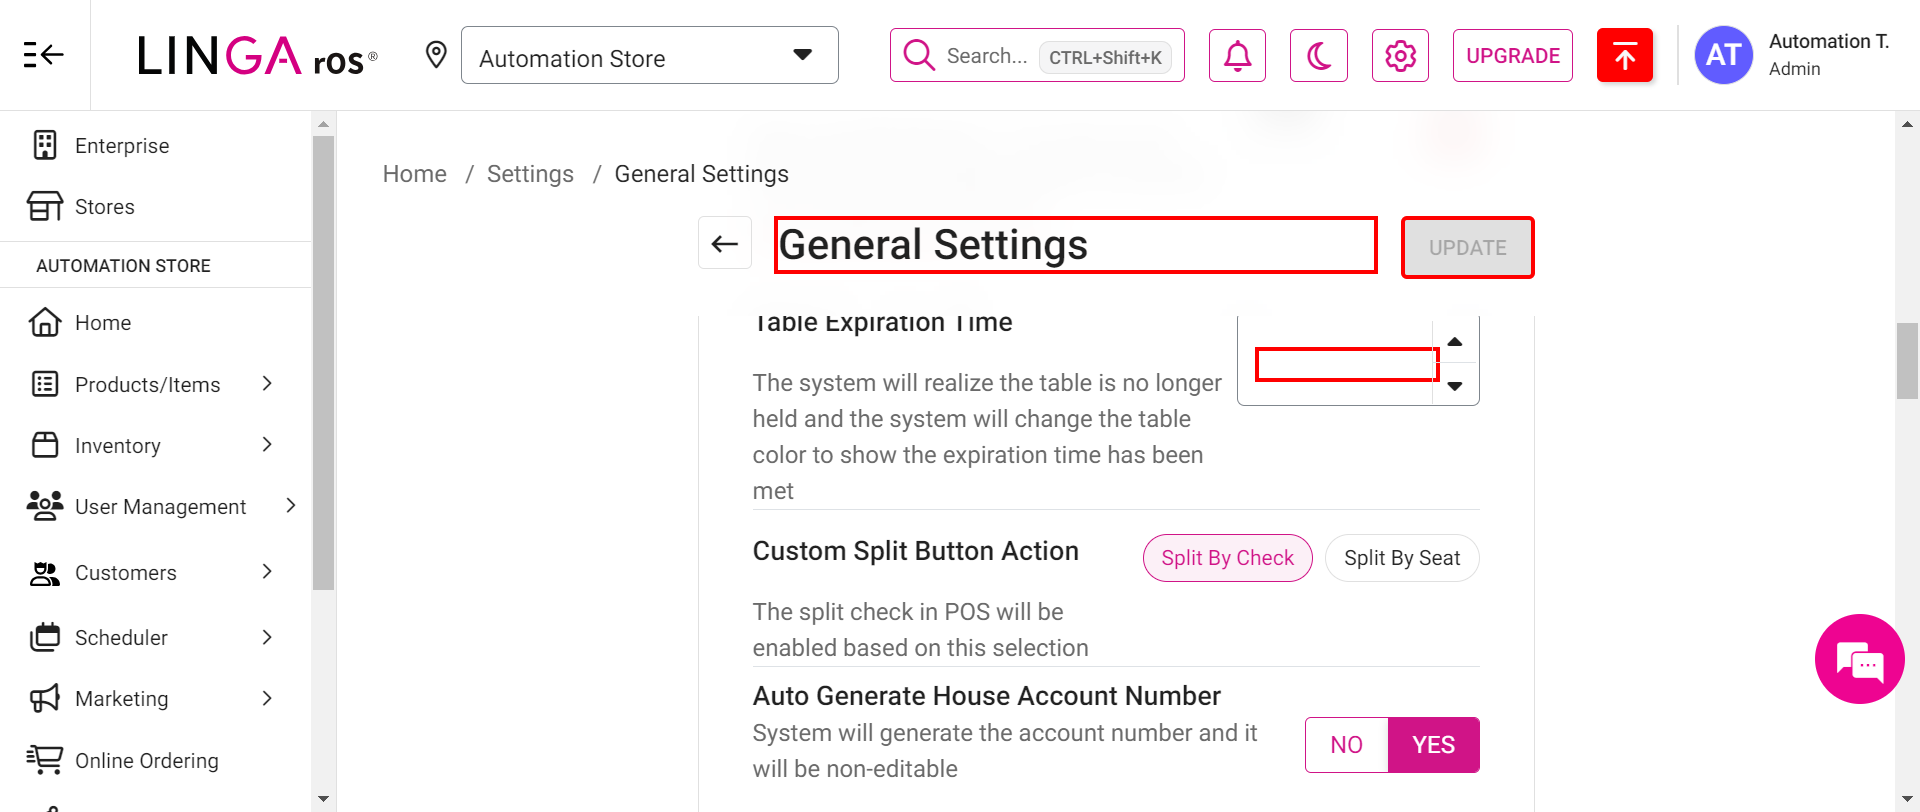 LINGA ros®
Automation Store
Search... CTRL+Shift+K
UPGRADE
AT
Automation T.
Admin
Enterprise
Stores
AUTOMATION STORE
Home
Products/Items
Inventory
User Management
Customers
Scheduler
Marketing
Online Ordering
Home / Settings / General Settings
General Settings
UPDATE
Table Expiration Time
The system will realize the table is no longer
held and the system will change the table
color to show the expiration time has been
met
Custom Split Button Action
Split By Check
Split By Seat
The split check in POS will be
enabled based on this selection
Auto Generate House Account Number
System will generate the account number and it
will be non-editable
NO
YES